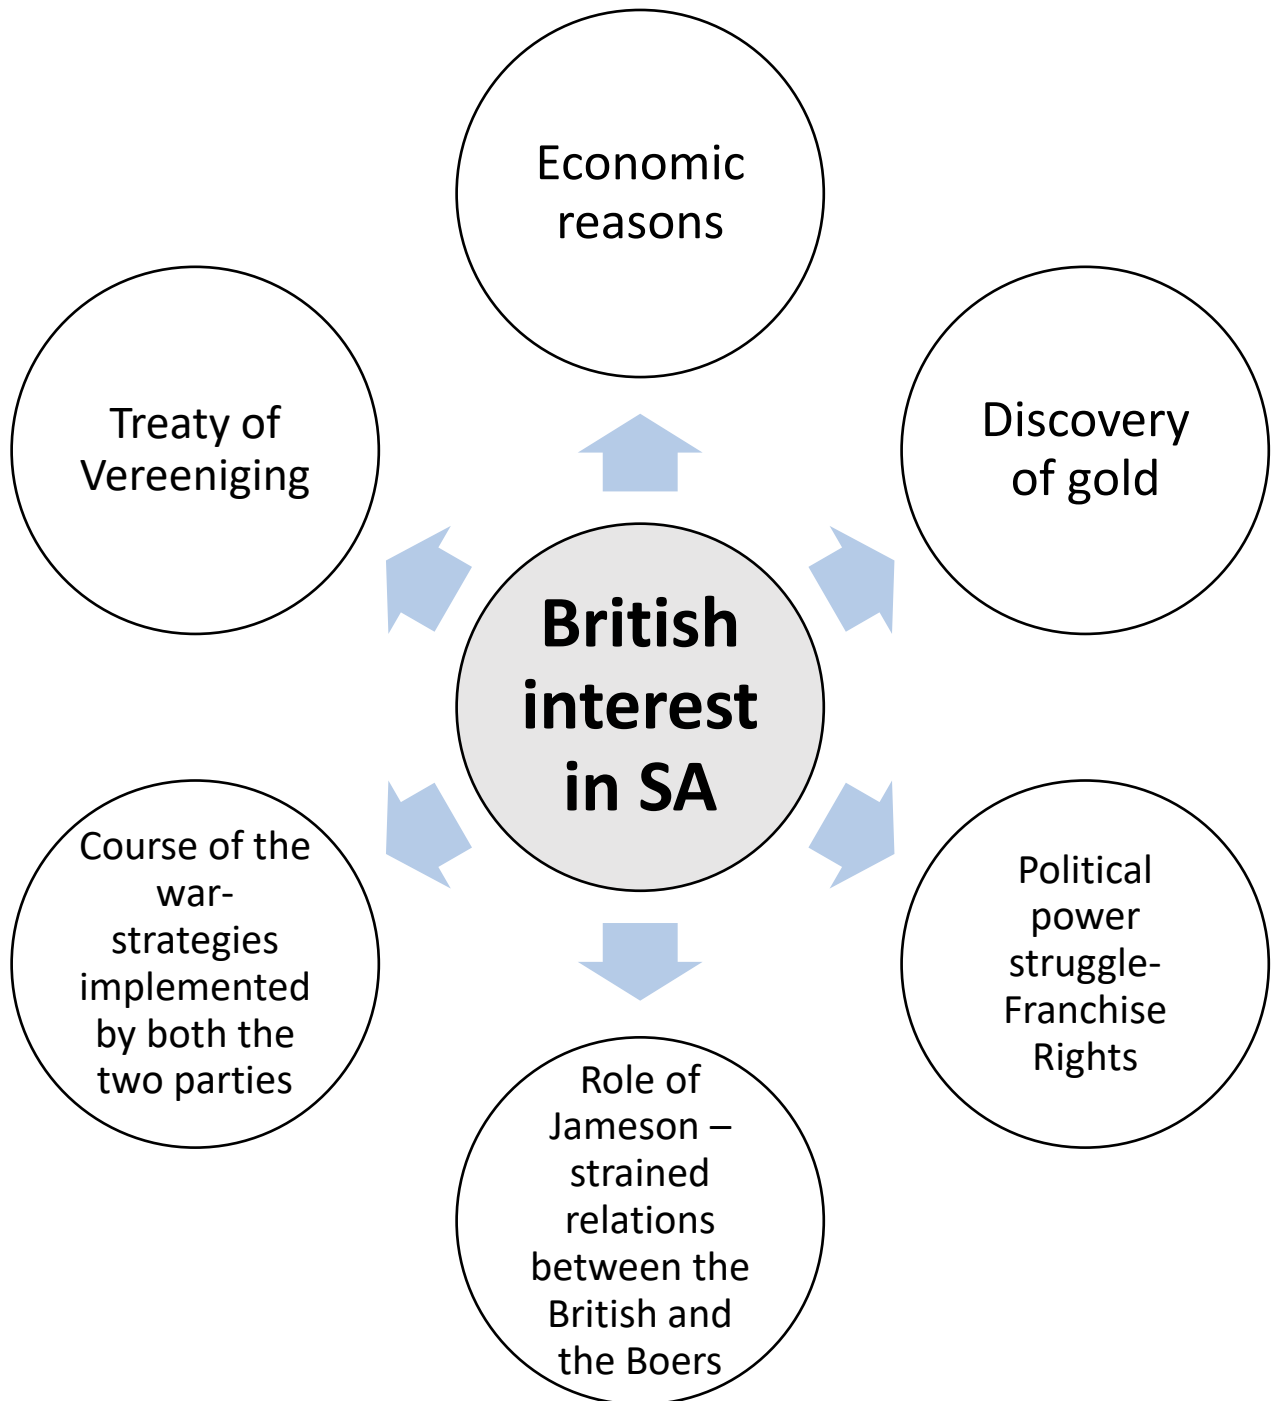 Economic
reasons
Discovery
of gold
Political
power
struggle-
Franchise
Rights
Role of
Jameson –
strained
relations
between the
British and
the Boers
Course of the
war-
strategies
implemented
by both the
two parties
Treaty of
Vereeniging
British
interest
in SA